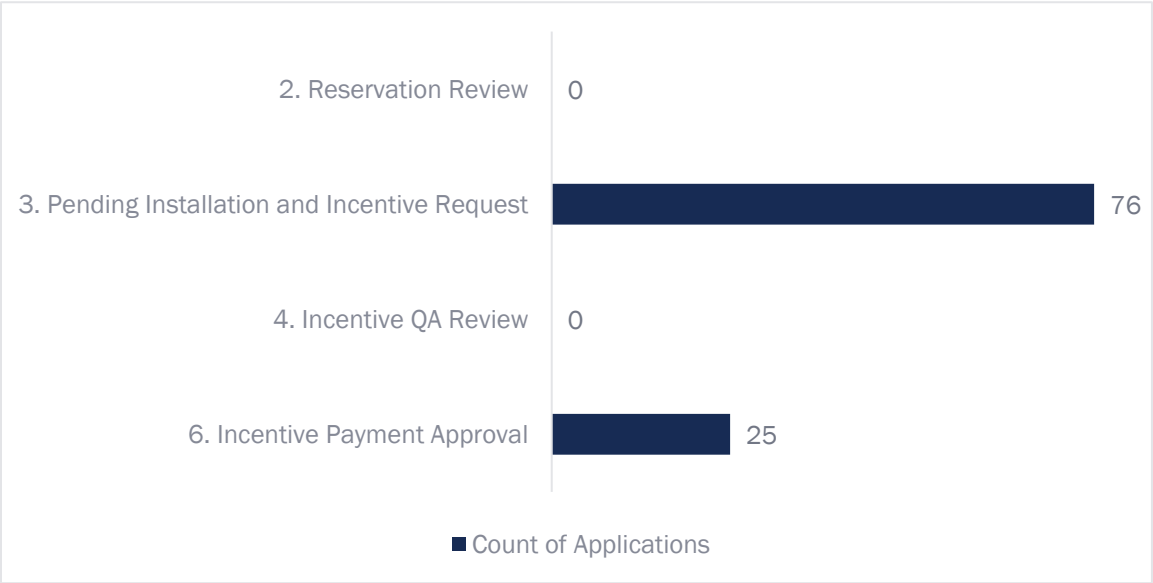 2. Reservation Review 0
3. Pending Installation and Incentive Request 76
4. Incentive QA Review 0
6. Incentive Payment Approval 25
Count of Applications